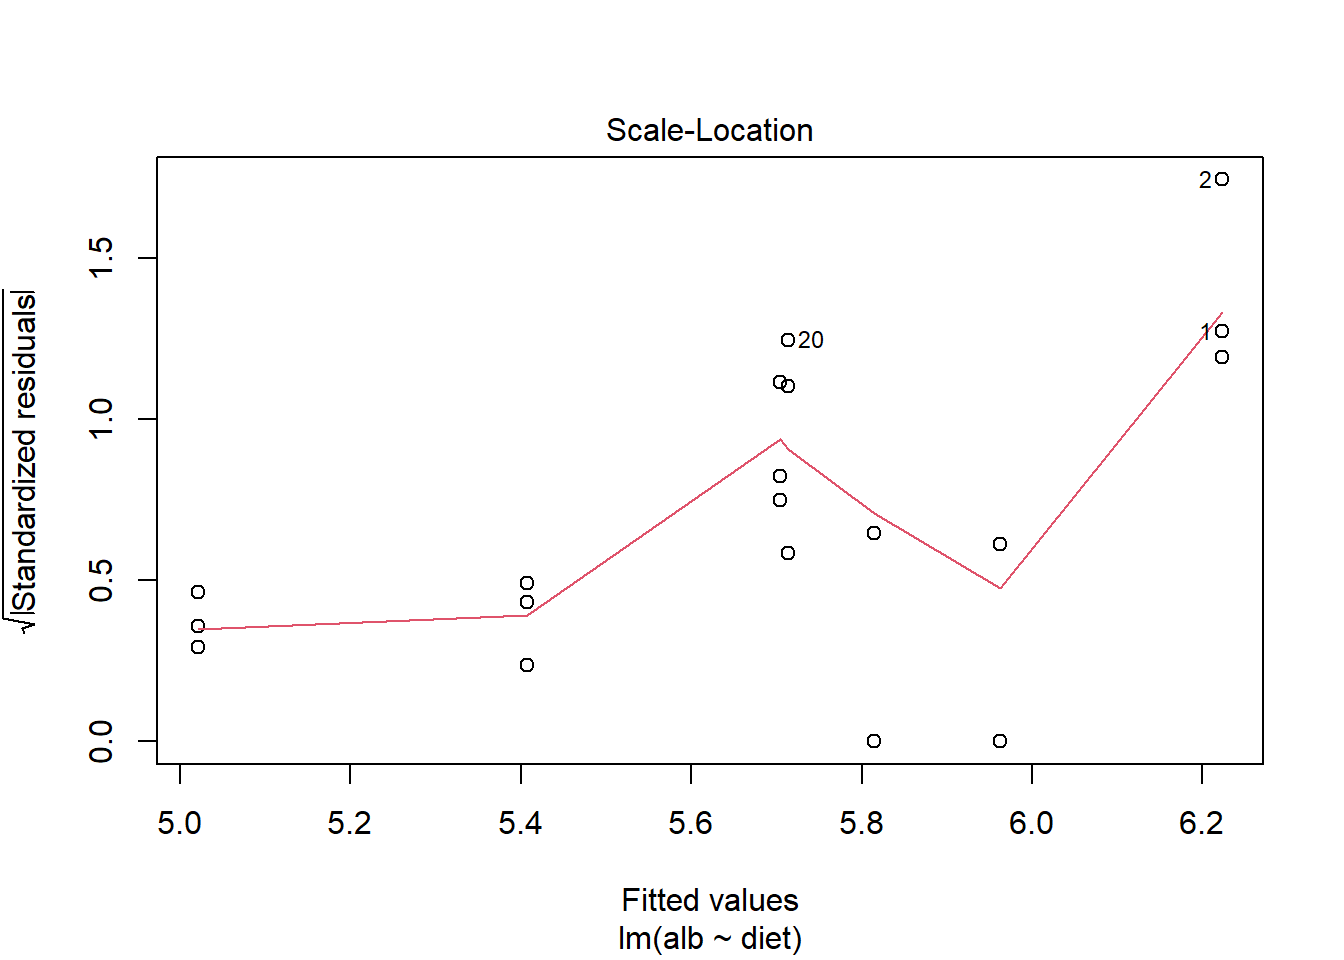 Scale-Location
√|Standardized residuals|
0.0
0.5
1.0
1.5
2
1
20
5.0 5.2 5.4 5.6 5.8 6.0 6.2
Fitted values
lm(alb ~ diet)